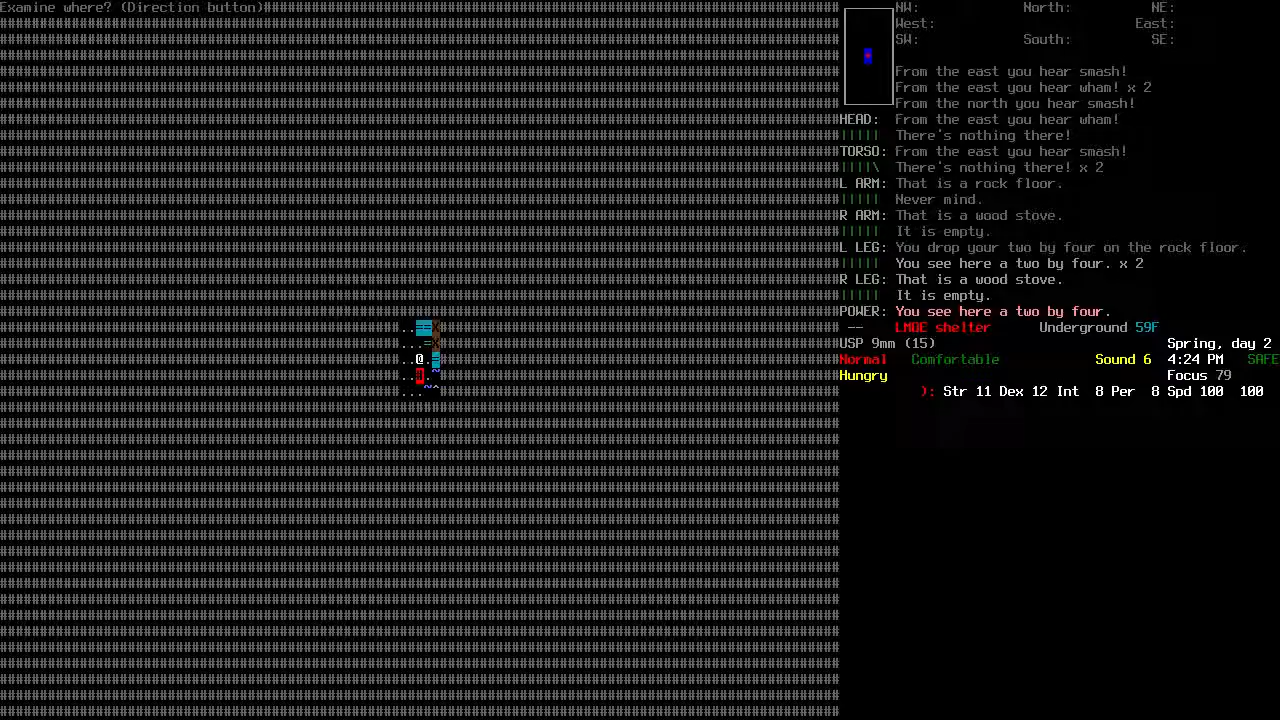 Examine where? (Direction button)
NW: North: NE:
West: East:
SW: South: SE:
From the east you hear smash!
From the east you hear wham! x 2
From the north you hear smash!
HEAD: From the east you hear wham!
||||| There's nothing there!
TORSO: From the east you hear smash!
||||\ There's nothing there! x 2
L ARM: That is a rock floor.
||||| Never mind.
R ARM: That is a wood stove.
||||| It is empty.
L LEG: You drop your two by four on the rock floor.
||||| You see here a two by four. x 2
R LEG: That is a wood stove.
||||| It is empty.
POWER: You see here a two by four.
-- LMOE shelter Underground 59F
USP 9mm (15) Spring, day 2
Normal Comfortable Sound 6 4:24 PM SAFE
Hungry Focus 79
): Str 11 Dex 12 Int 8 Per 8 Spd 100 100